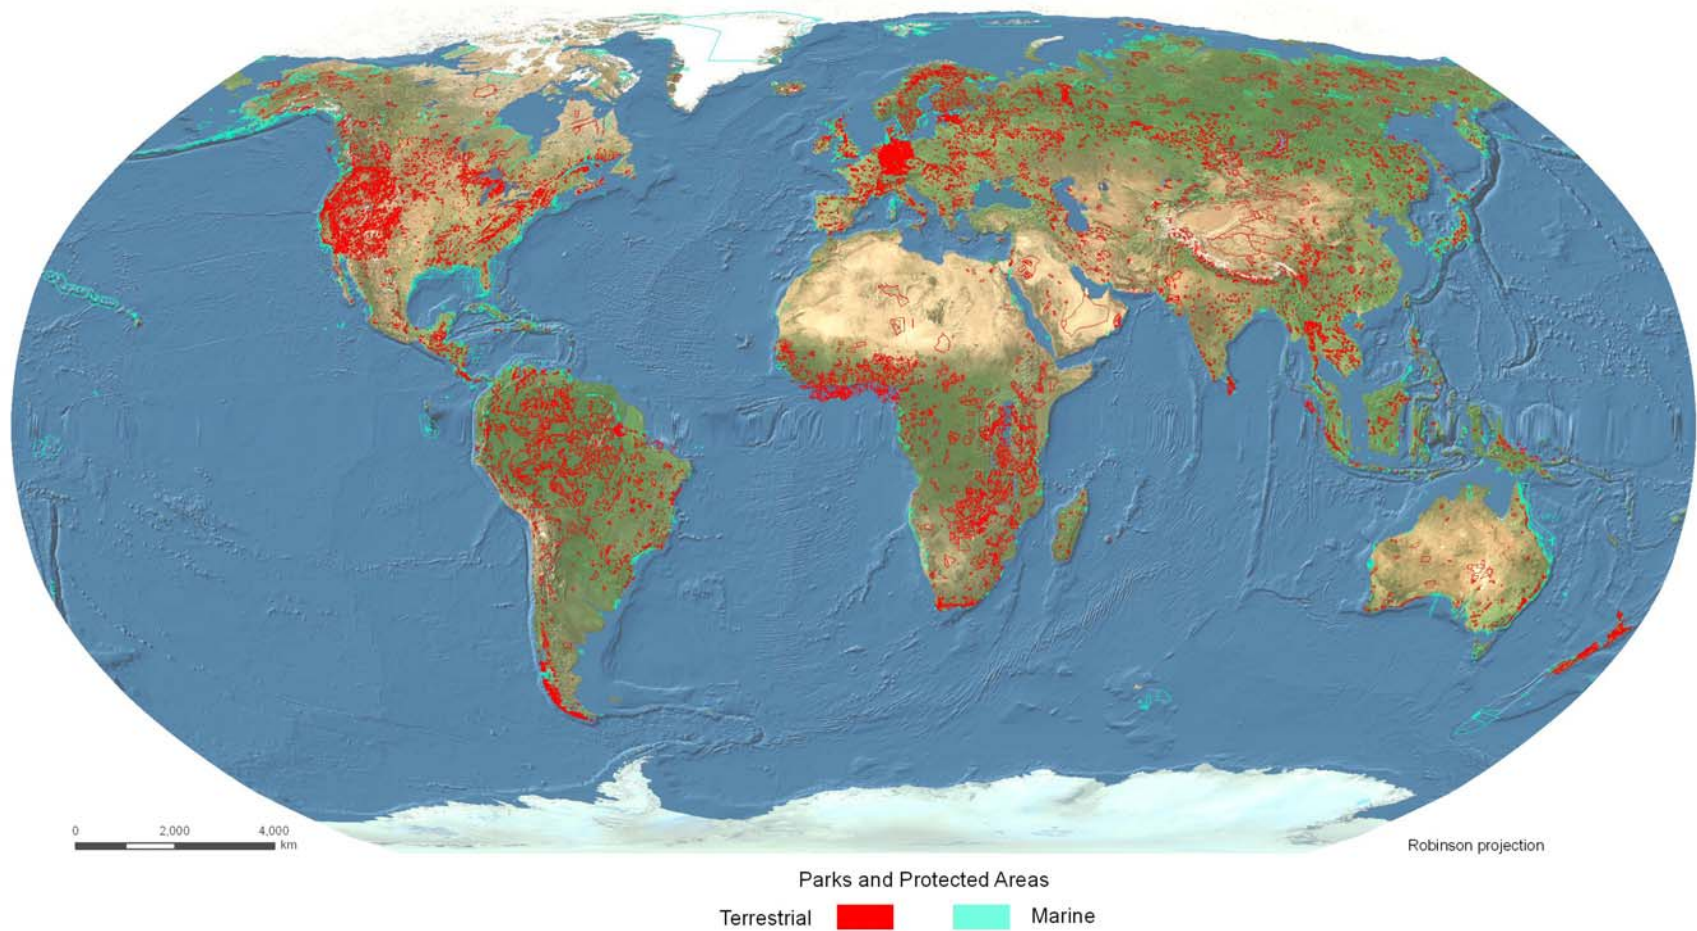 0 2,000 4,000
km
Robinson projection
Parks and Protected Areas
Terrestrial Marine